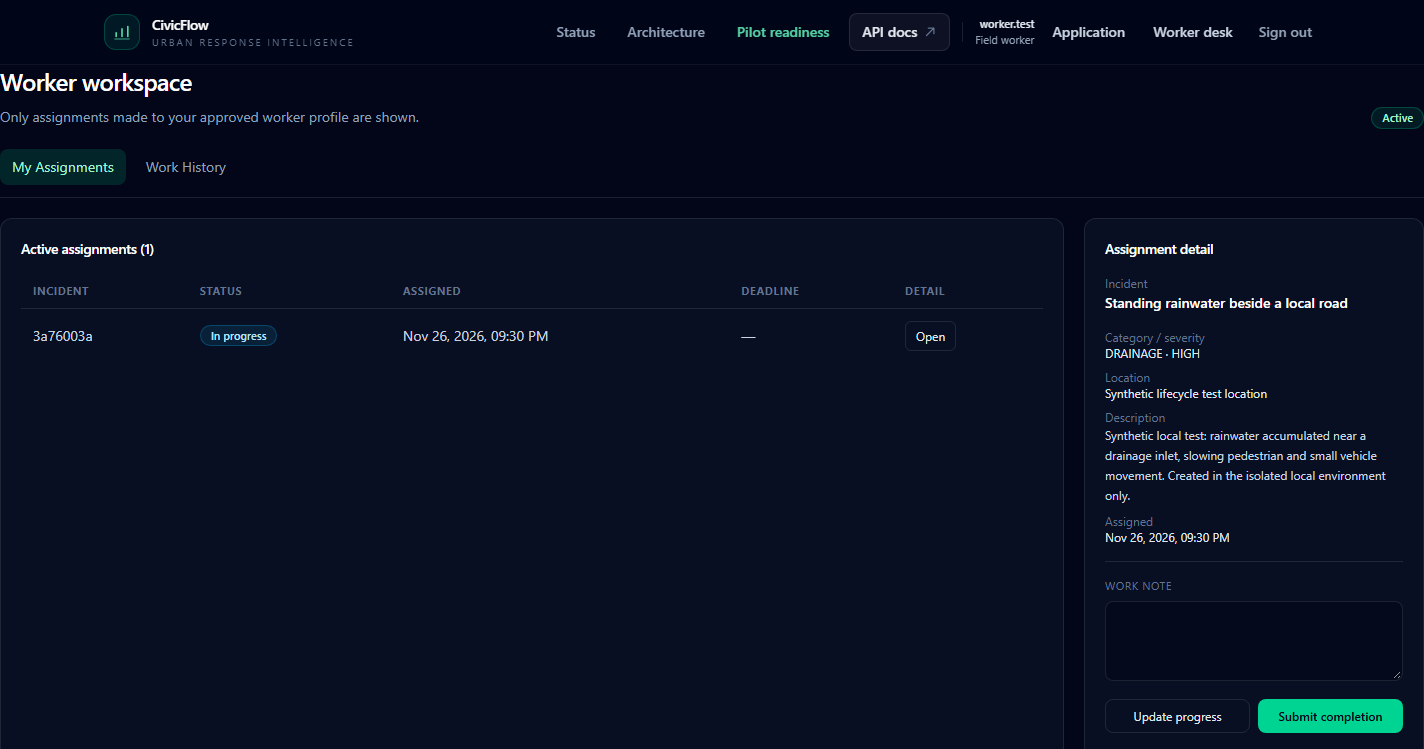 CivicFlow
URBAN RESPONSE INTELLIGENCE
Status
Architecture
Pilot readiness
API docs ↗
worker.test
Field worker
Application
Worker desk
Sign out
Worker workspace
Only assignments made to your approved worker profile are shown.
Active
My Assignments
Work History
Active assignments (1)
INCIDENT STATUS ASSIGNED DEADLINE DETAIL
3a76003a In progress Nov 26, 2026, 09:30 PM — Open
Assignment detail
Incident
Standing rainwater beside a local road
Category / severity
DRAINAGE · HIGH
Location
Synthetic lifecycle test location
Description
Synthetic local test: rainwater accumulated near a
drainage inlet, slowing pedestrian and small vehicle
movement. Created in the isolated local environment
only.
Assigned
Nov 26, 2026, 09:30 PM
WORK NOTE
Update progress
Submit completion